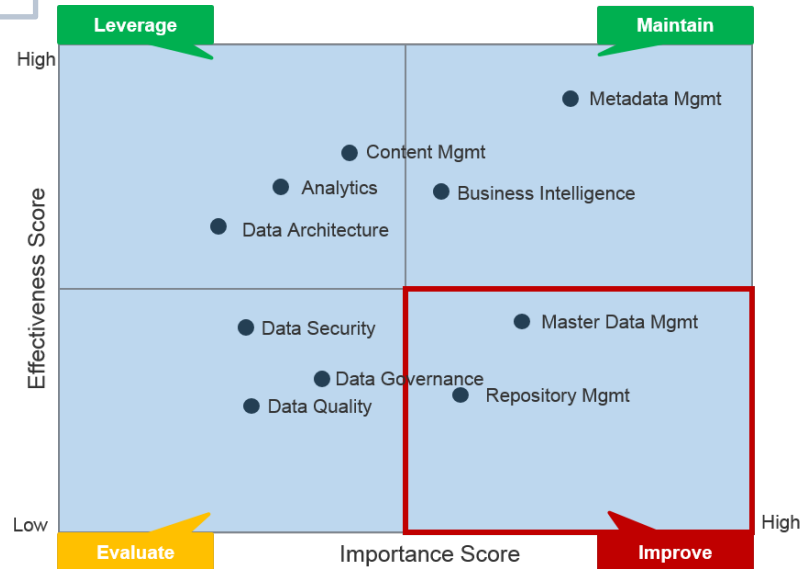 Leverage
Maintain
High
Metadata Mgmt
Content Mgmt
Analytics
Business Intelligence
Data Architecture
Effectiveness Score
Data Security
Master Data Mgmt
Data Governance
Repository Mgmt
Data Quality
Low
High
Evaluate
Importance Score
Improve